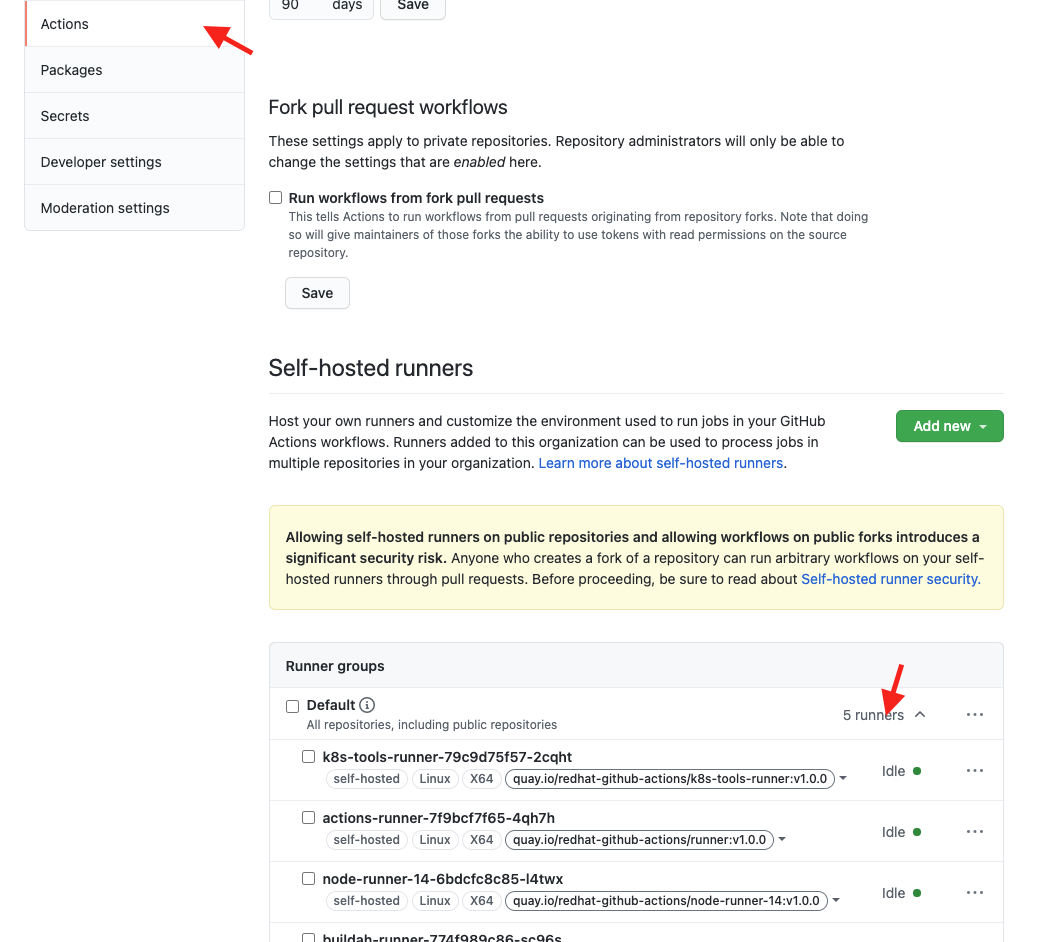 Actions
Packages
Secrets
Developer settings
Moderation settings
90 days
Save
Fork pull request workflows
These settings apply to private repositories. Repository administrators will only be able to
change the settings that are enabled here.
Run workflows from fork pull requests
This tells Actions to run workflows from pull requests originating from repository forks. Note that doing
so will give maintainers of those forks the ability to use tokens with read permissions on the source
repository.
Save
Self-hosted runners
Host your own runners and customize the environment used to run jobs in your GitHub
Actions workflows. Runners added to this organization can be used to process jobs in
multiple repositories in your organization. Learn more about self-hosted runners.
Add new
Allowing self-hosted runners on public repositories and allowing workflows on public forks introduces a
significant security risk. Anyone who creates a fork of a repository can run arbitrary workflows on your self-
hosted runners through pull requests. Before proceeding, be sure to read about Self-hosted runner security.
Runner groups
Default
All repositories, including public repositories
5 runners
k8s-tools-runner-79c9d75f57-2cqht
self-hosted Linux X64 quay.io/redhat-github-actions/k8s-tools-runner:v1.0.0
Idle
actions-runner-7f9bcf7f65-4qh7h
self-hosted Linux X64 quay.io/redhat-github-actions/runner:v1.0.0
Idle
node-runner-14-6bdcfc8c85-l4twx
self-hosted Linux X64 quay.io/redhat-github-actions/node-runner-14:v1.0.0
Idle
buildah-runner-774f989c86-sc96s